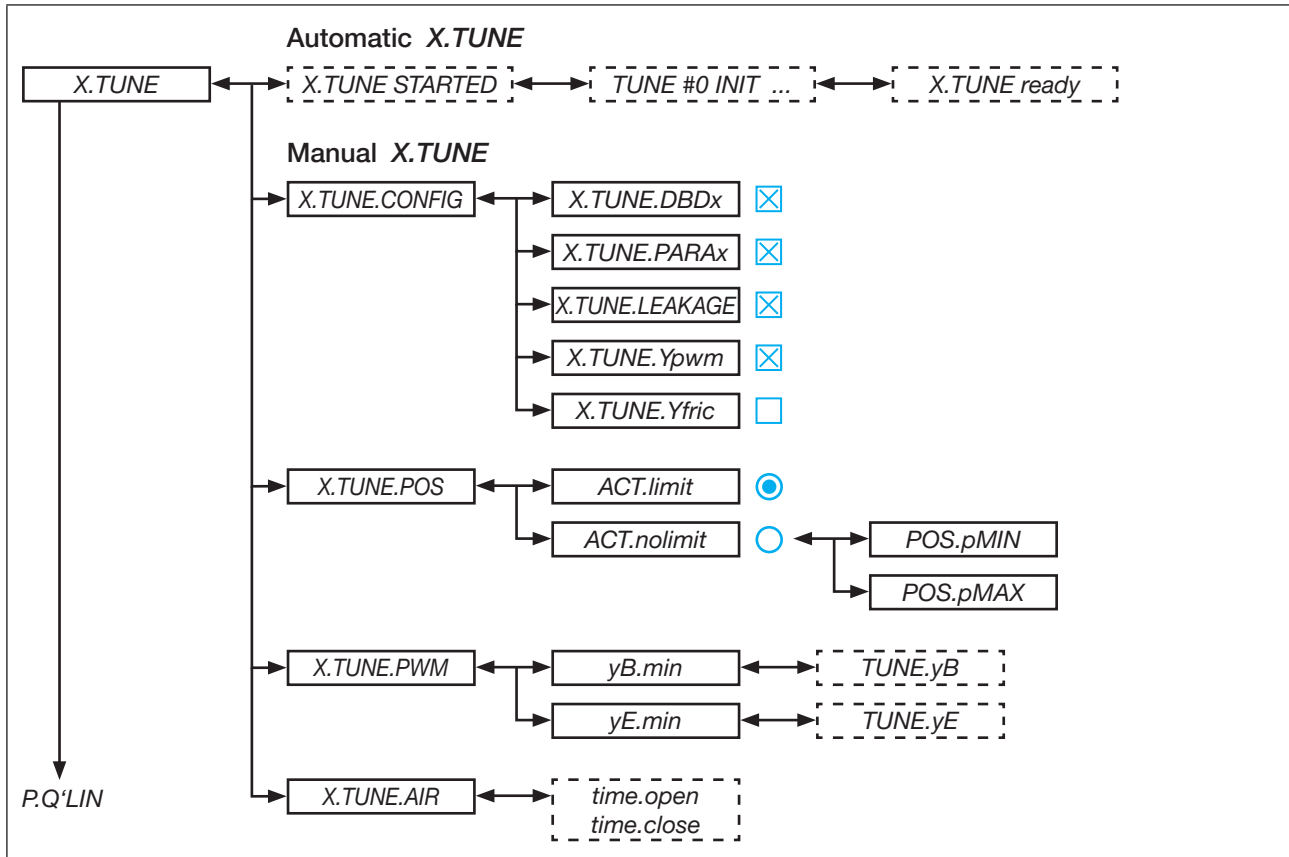 Automatic X.TUNE
X.TUNE
X.TUNE STARTED
TUNE #0 INIT ...
X.TUNE ready
Manual X.TUNE
X.TUNE.CONFIG
X.TUNE.DBDx
X.TUNE.PARAx
X.TUNE.LEAKAGE
X.TUNE.Ypwm
X.TUNE.Yfric
X.TUNE.POS
ACT.limit
ACT.nolimit
POS.pMIN
POS.pMAX
X.TUNE.PWM
yB.min
TUNE.yB
yE.min
TUNE.yE
X.TUNE.AIR
time.open
time.close
P.Q‘LIN